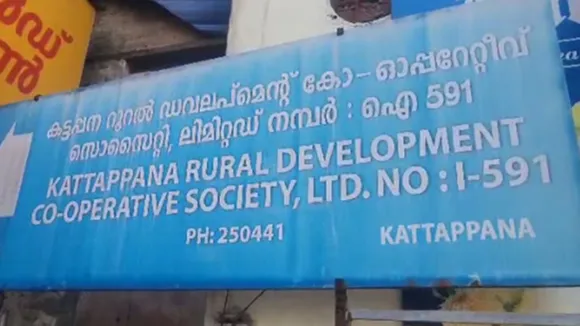 കട്ടപ്പന റൂറൽ ഡവലപ്മെന്റ് കോ - ഓപ്പറേറ്റീവ്
സൊസൈറ്റി, ലിമിറ്റഡ് നമ്പർ : ഐ 591
KATTAPPANA RURAL DEVELOPMENT
CO-OPERATIVE SOCIETY, LTD. NO : I-591
PH: 250441 KATTAPPANA